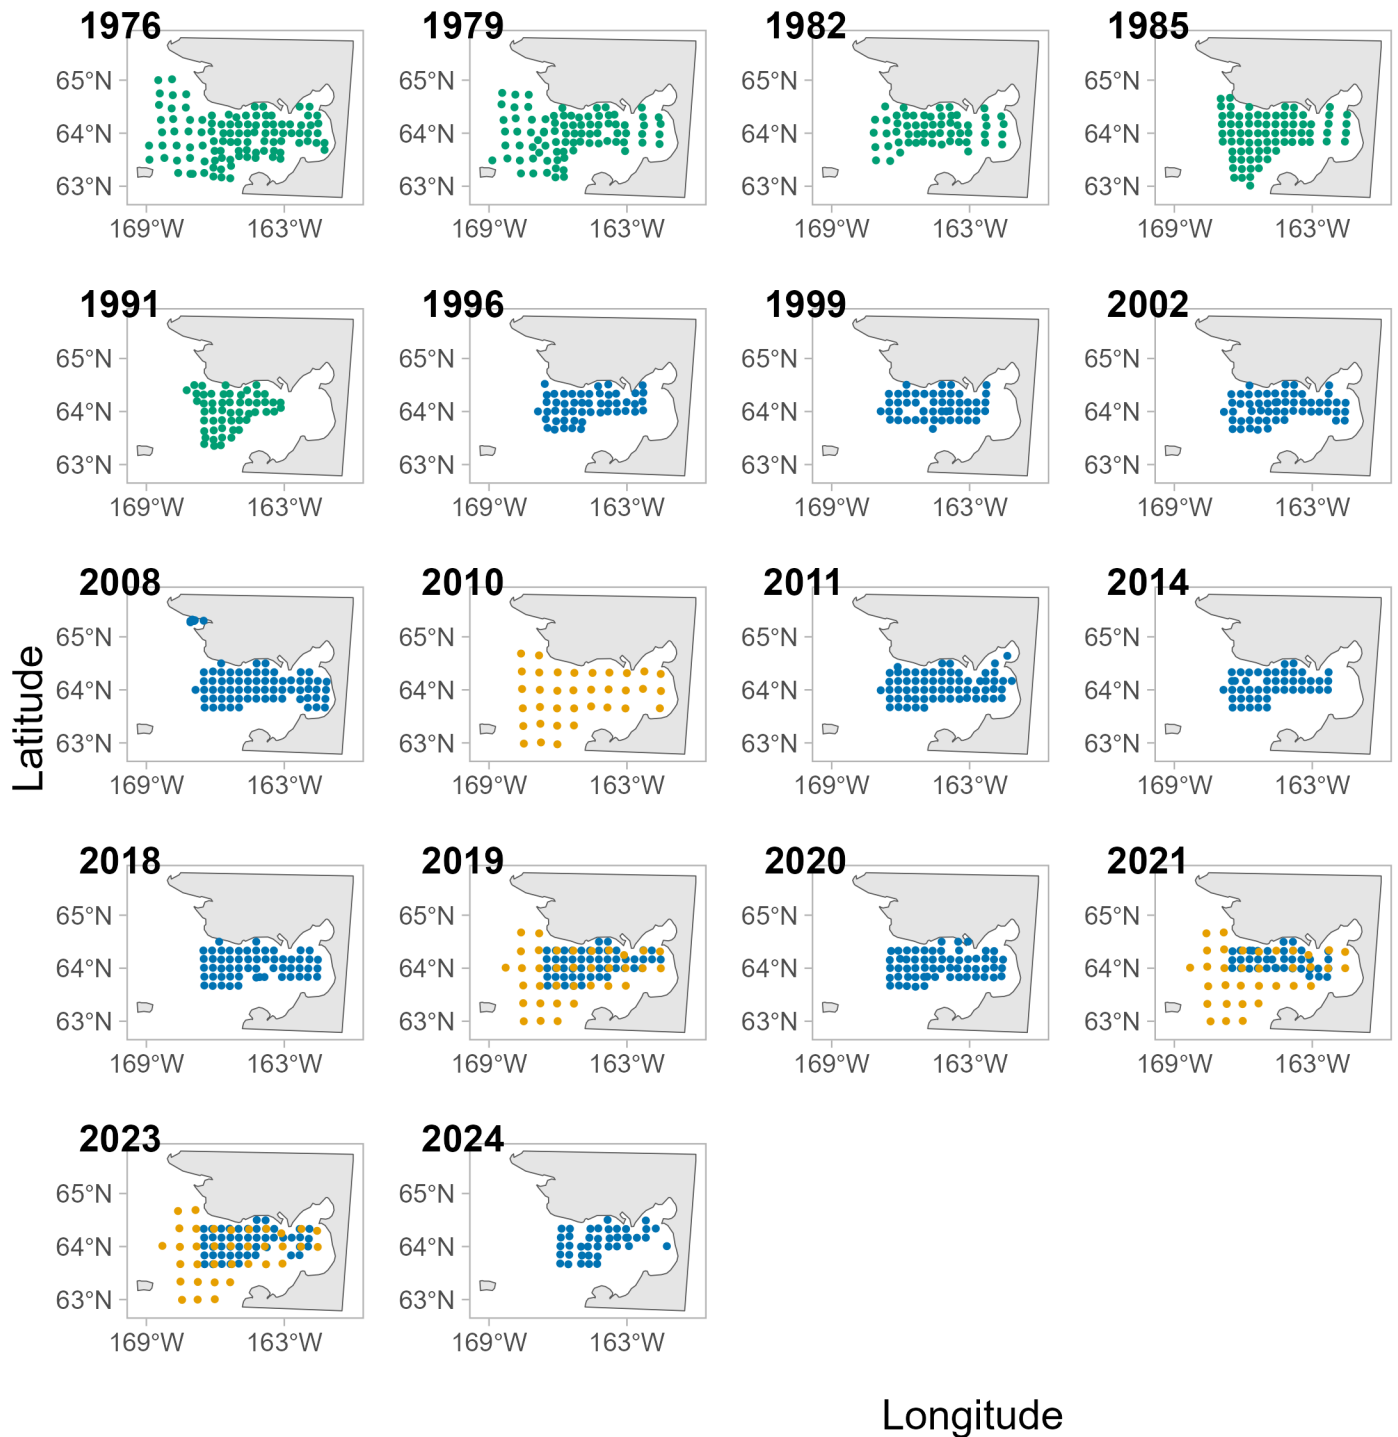 1976 1979 1982 1985
65°N 65°N 65°N 65°N
64°N 64°N 64°N 64°N
63°N 63°N 63°N 63°N
169°W 163°W 169°W 163°W 169°W 163°W 169°W 163°W
1991 1996 1999 2002
65°N 65°N 65°N 65°N
64°N 64°N 64°N 64°N
63°N 63°N 63°N 63°N
169°W 163°W 169°W 163°W 169°W 163°W 169°W 163°W
2008 2010 2011 2014
65°N 65°N 65°N 65°N
64°N 64°N 64°N 64°N
63°N 63°N 63°N 63°N
169°W 163°W 169°W 163°W 169°W 163°W 169°W 163°W
Latitude
2018 2019 2020 2021
65°N 65°N 65°N 65°N
64°N 64°N 64°N 64°N
63°N 63°N 63°N 63°N
169°W 163°W 169°W 163°W 169°W 163°W 169°W 163°W
2023 2024
65°N 65°N
64°N 64°N
63°N 63°N
169°W 163°W 169°W 163°W
Longitude